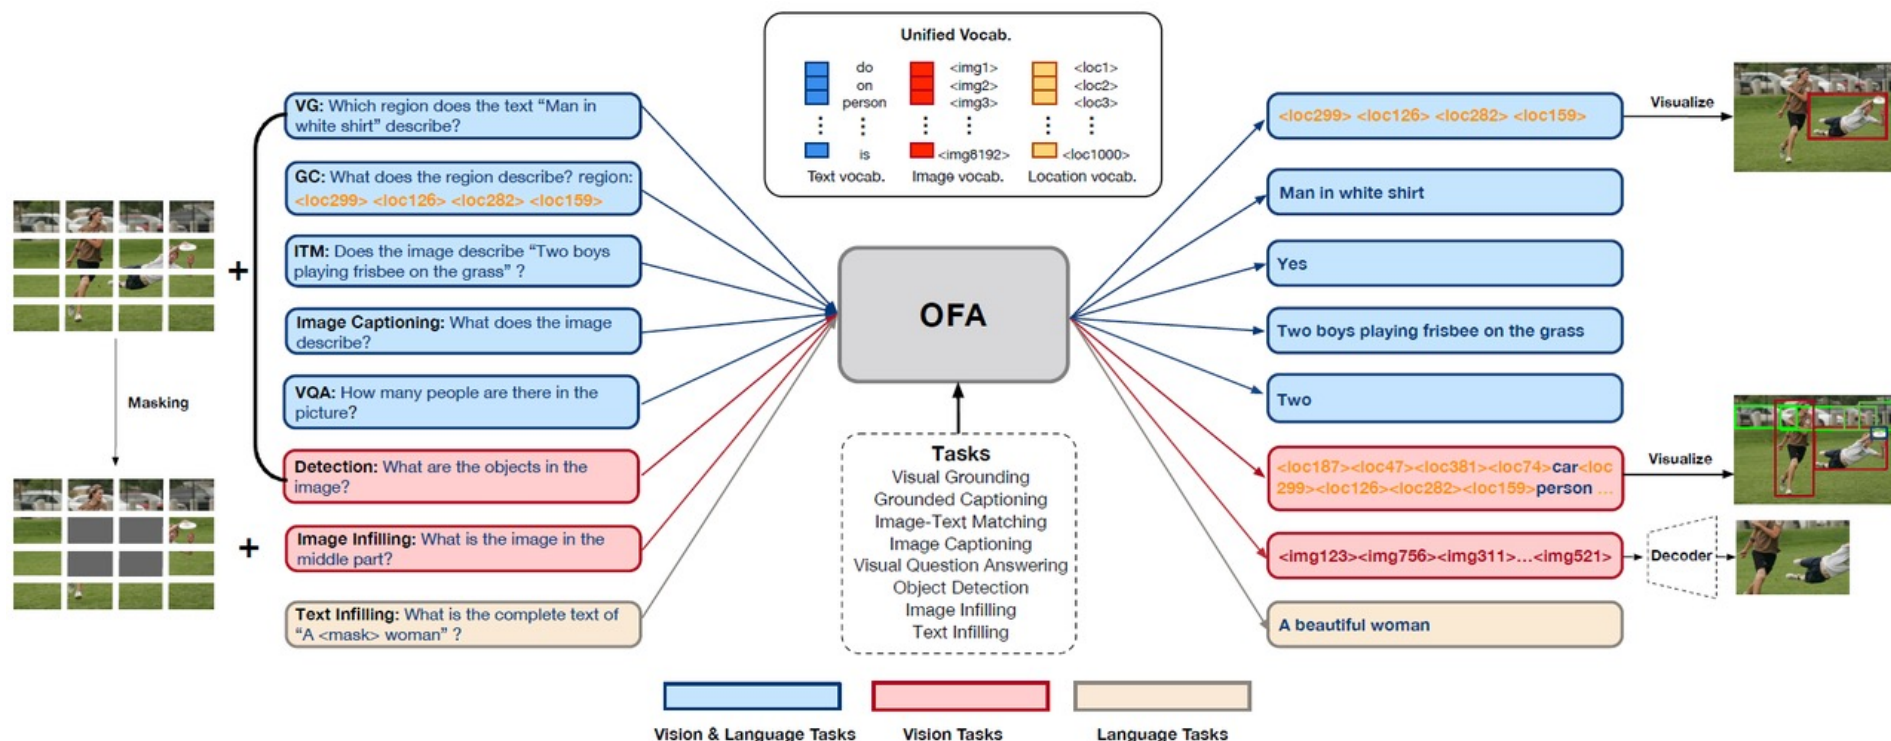 Unified Vocab.
do
on
person
is
Text vocab.
<img1>
<img2>
<img3>
<img8192>
Image vocab.
<loc1>
<loc2>
<loc3>
<loc1000>
Location vocab.
VG: Which region does the text “Man in
white shirt” describe?
GC: What does the region describe? region:
<loc299> <loc126> <loc282> <loc159>
ITM: Does the image describe “Two boys
playing frisbee on the grass” ?
Image Captioning: What does the image
describe?
VQA: How many people are there in the
picture?
Detection: What are the objects in the
image?
Image Infilling: What is the image in the
middle part?
Text Infilling: What is the complete text of
“A <mask> woman” ?
+
Masking
+
OFA
Tasks
Visual Grounding
Grounded Captioning
Image-Text Matching
Image Captioning
Visual Question Answering
Object Detection
Image Infilling
Text Infilling
<loc299> <loc126> <loc282> <loc159>
Visualize
Man in white shirt
Yes
Two boys playing frisbee on the grass
Two
<loc187><loc47><loc381><loc74>car<loc
299><loc126><loc282><loc159>person ...
Visualize
<img123><img756><img311>...<img521>
Decoder
A beautiful woman
Vision & Language Tasks
Vision Tasks
Language Tasks